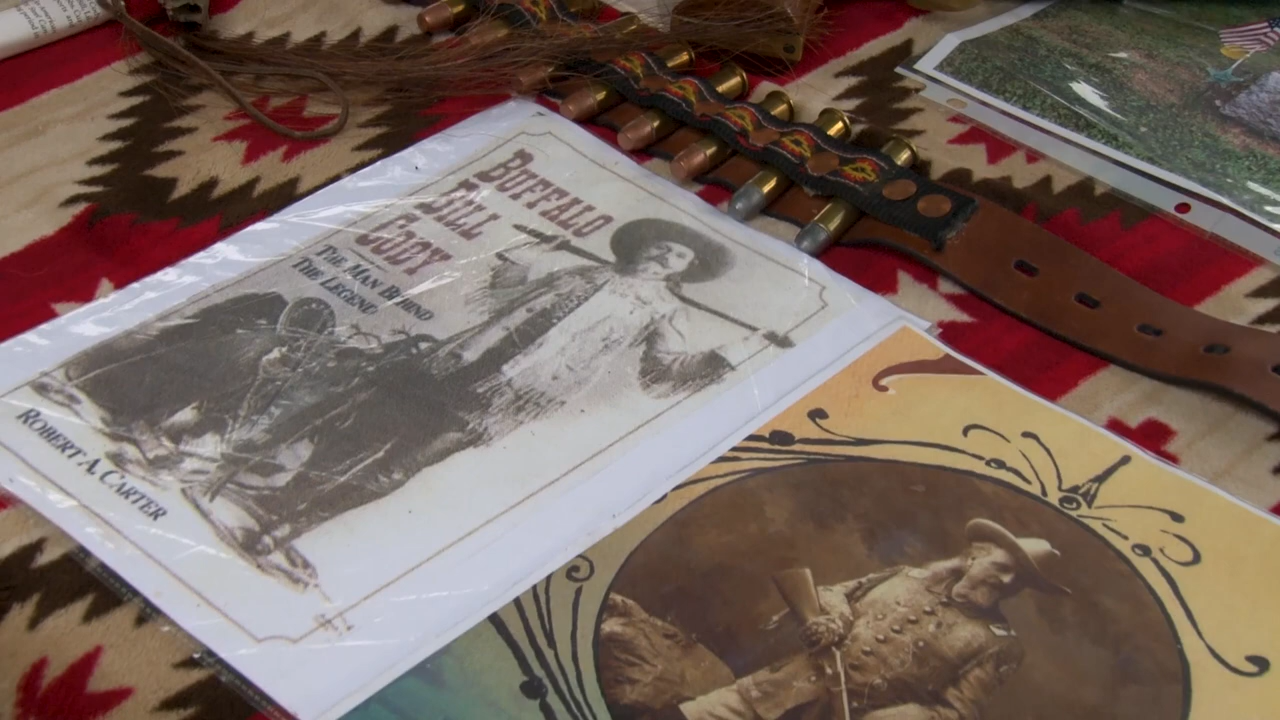 BUFFALO
BILL
CODY
THE MAN BEHIND
THE LEGEND
ROBERT A. CARTER